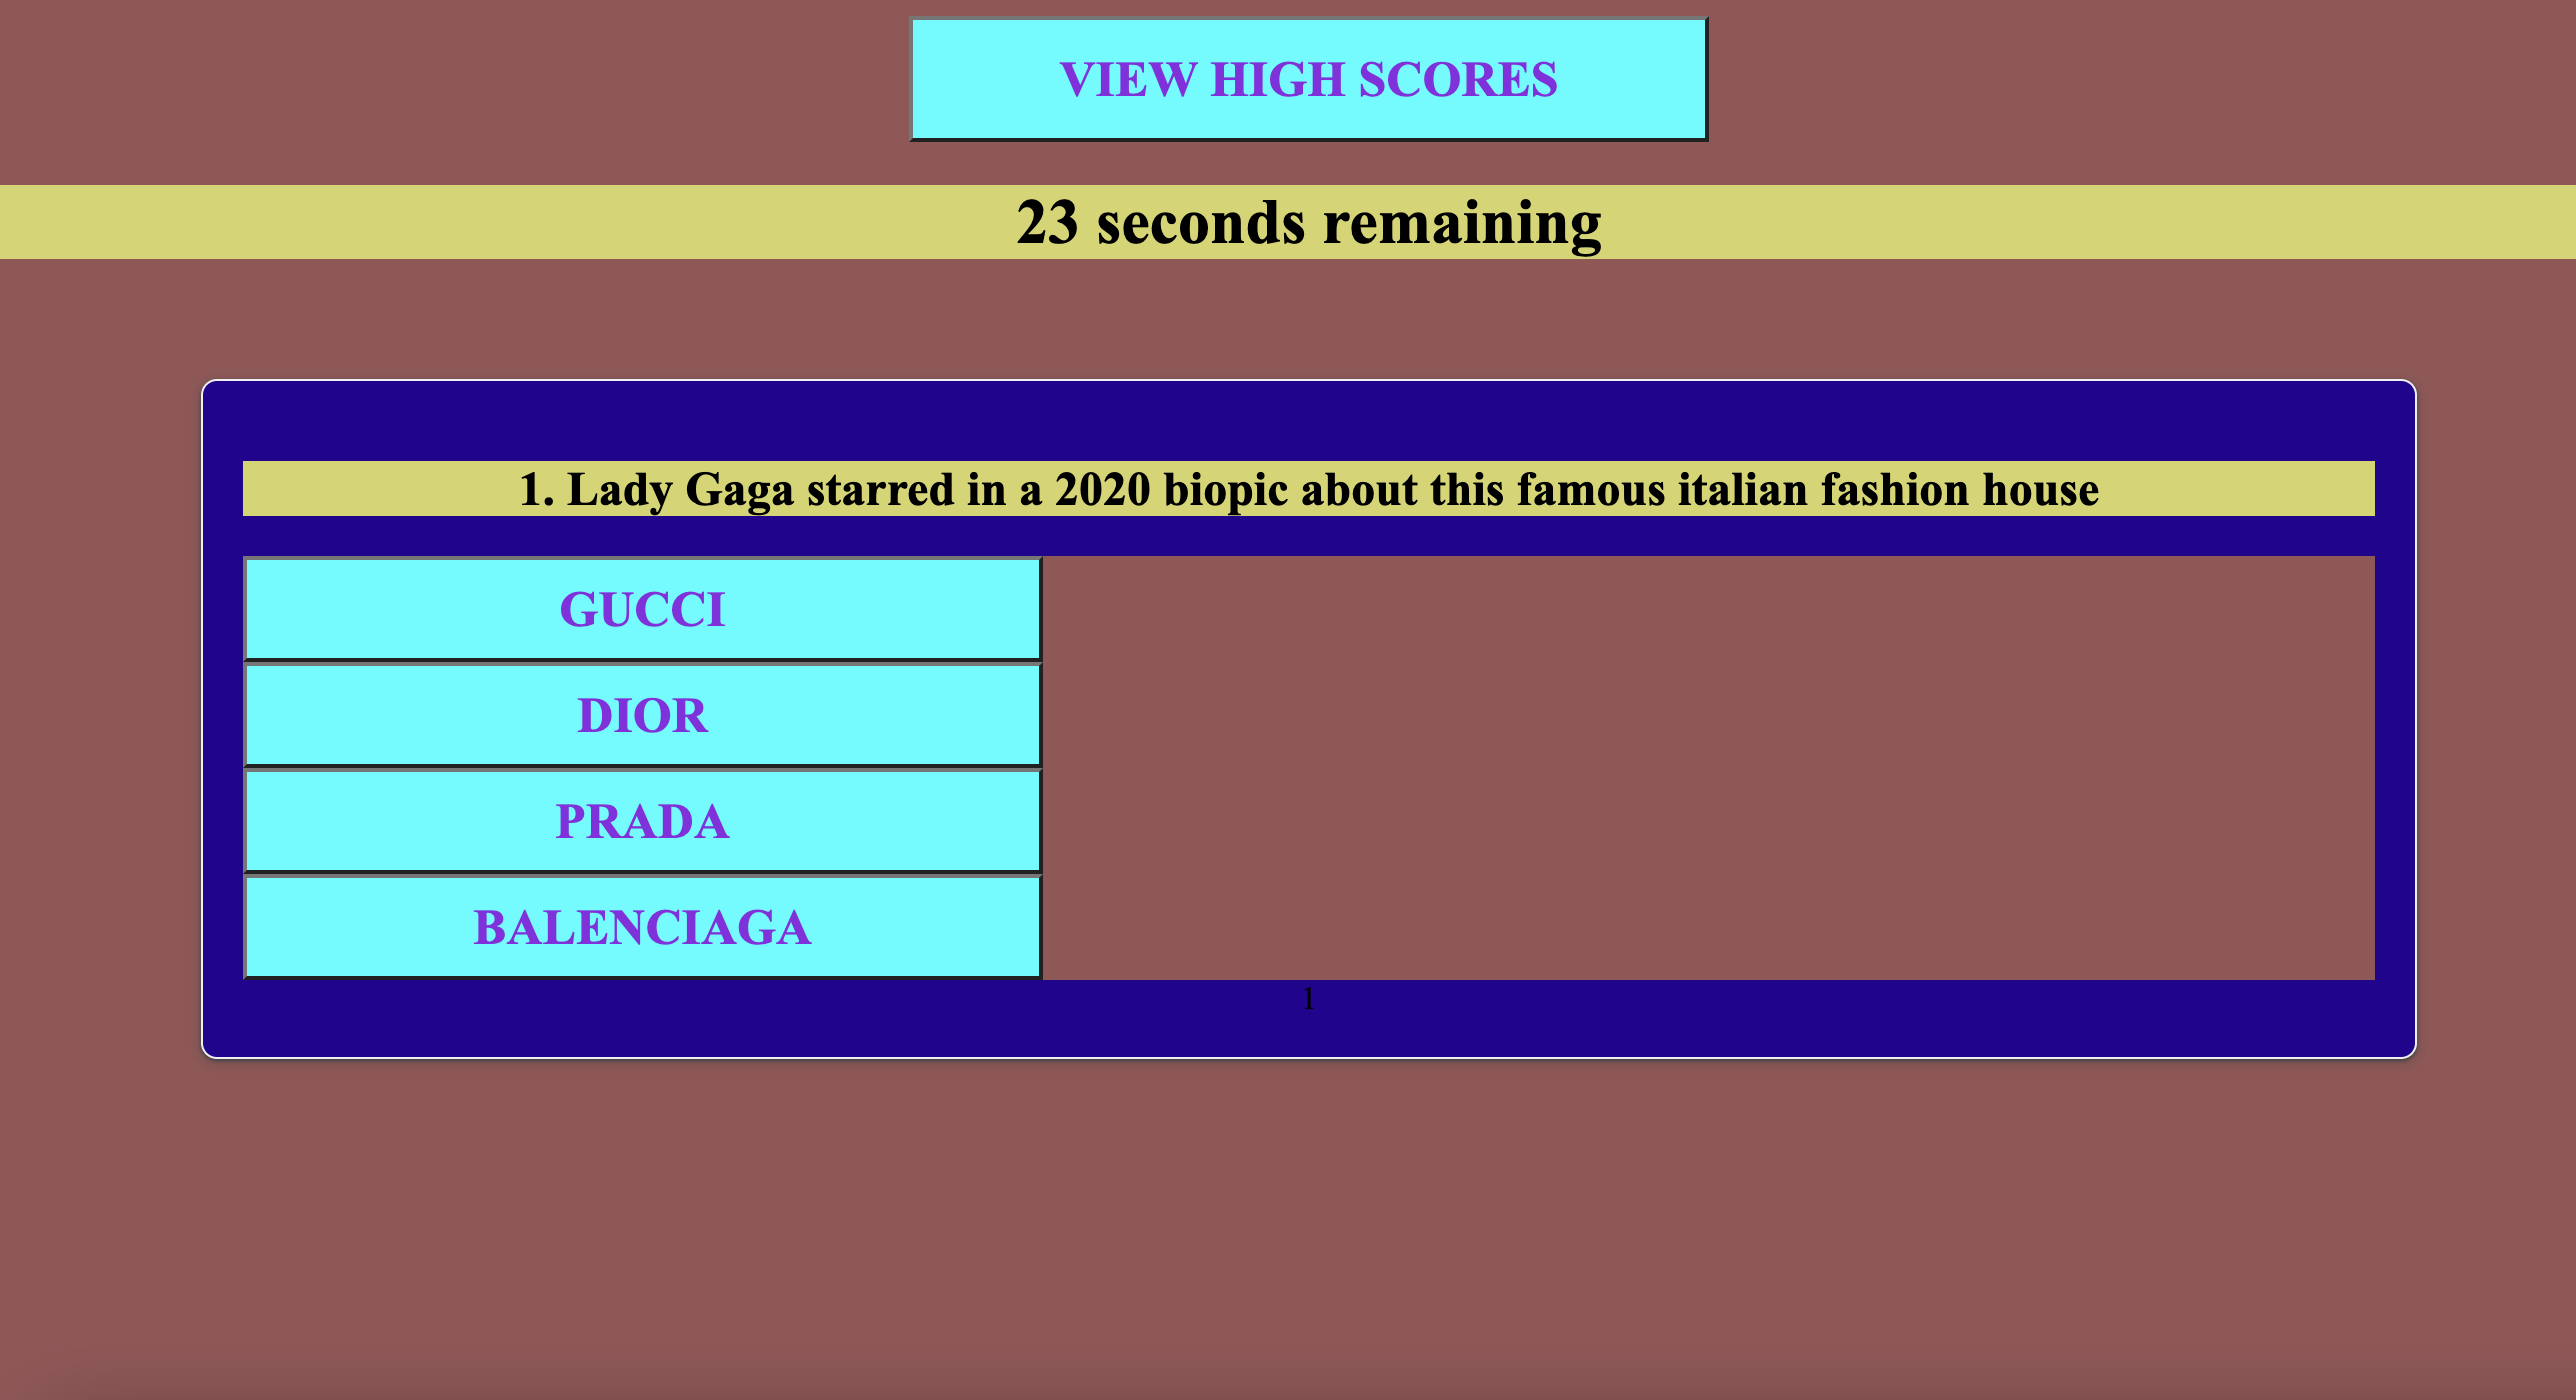 VIEW HIGH SCORES
23 seconds remaining
1. Lady Gaga starred in a 2020 biopic about this famous italian fashion house
GUCCI
DIOR
PRADA
BALENCIAGA
1